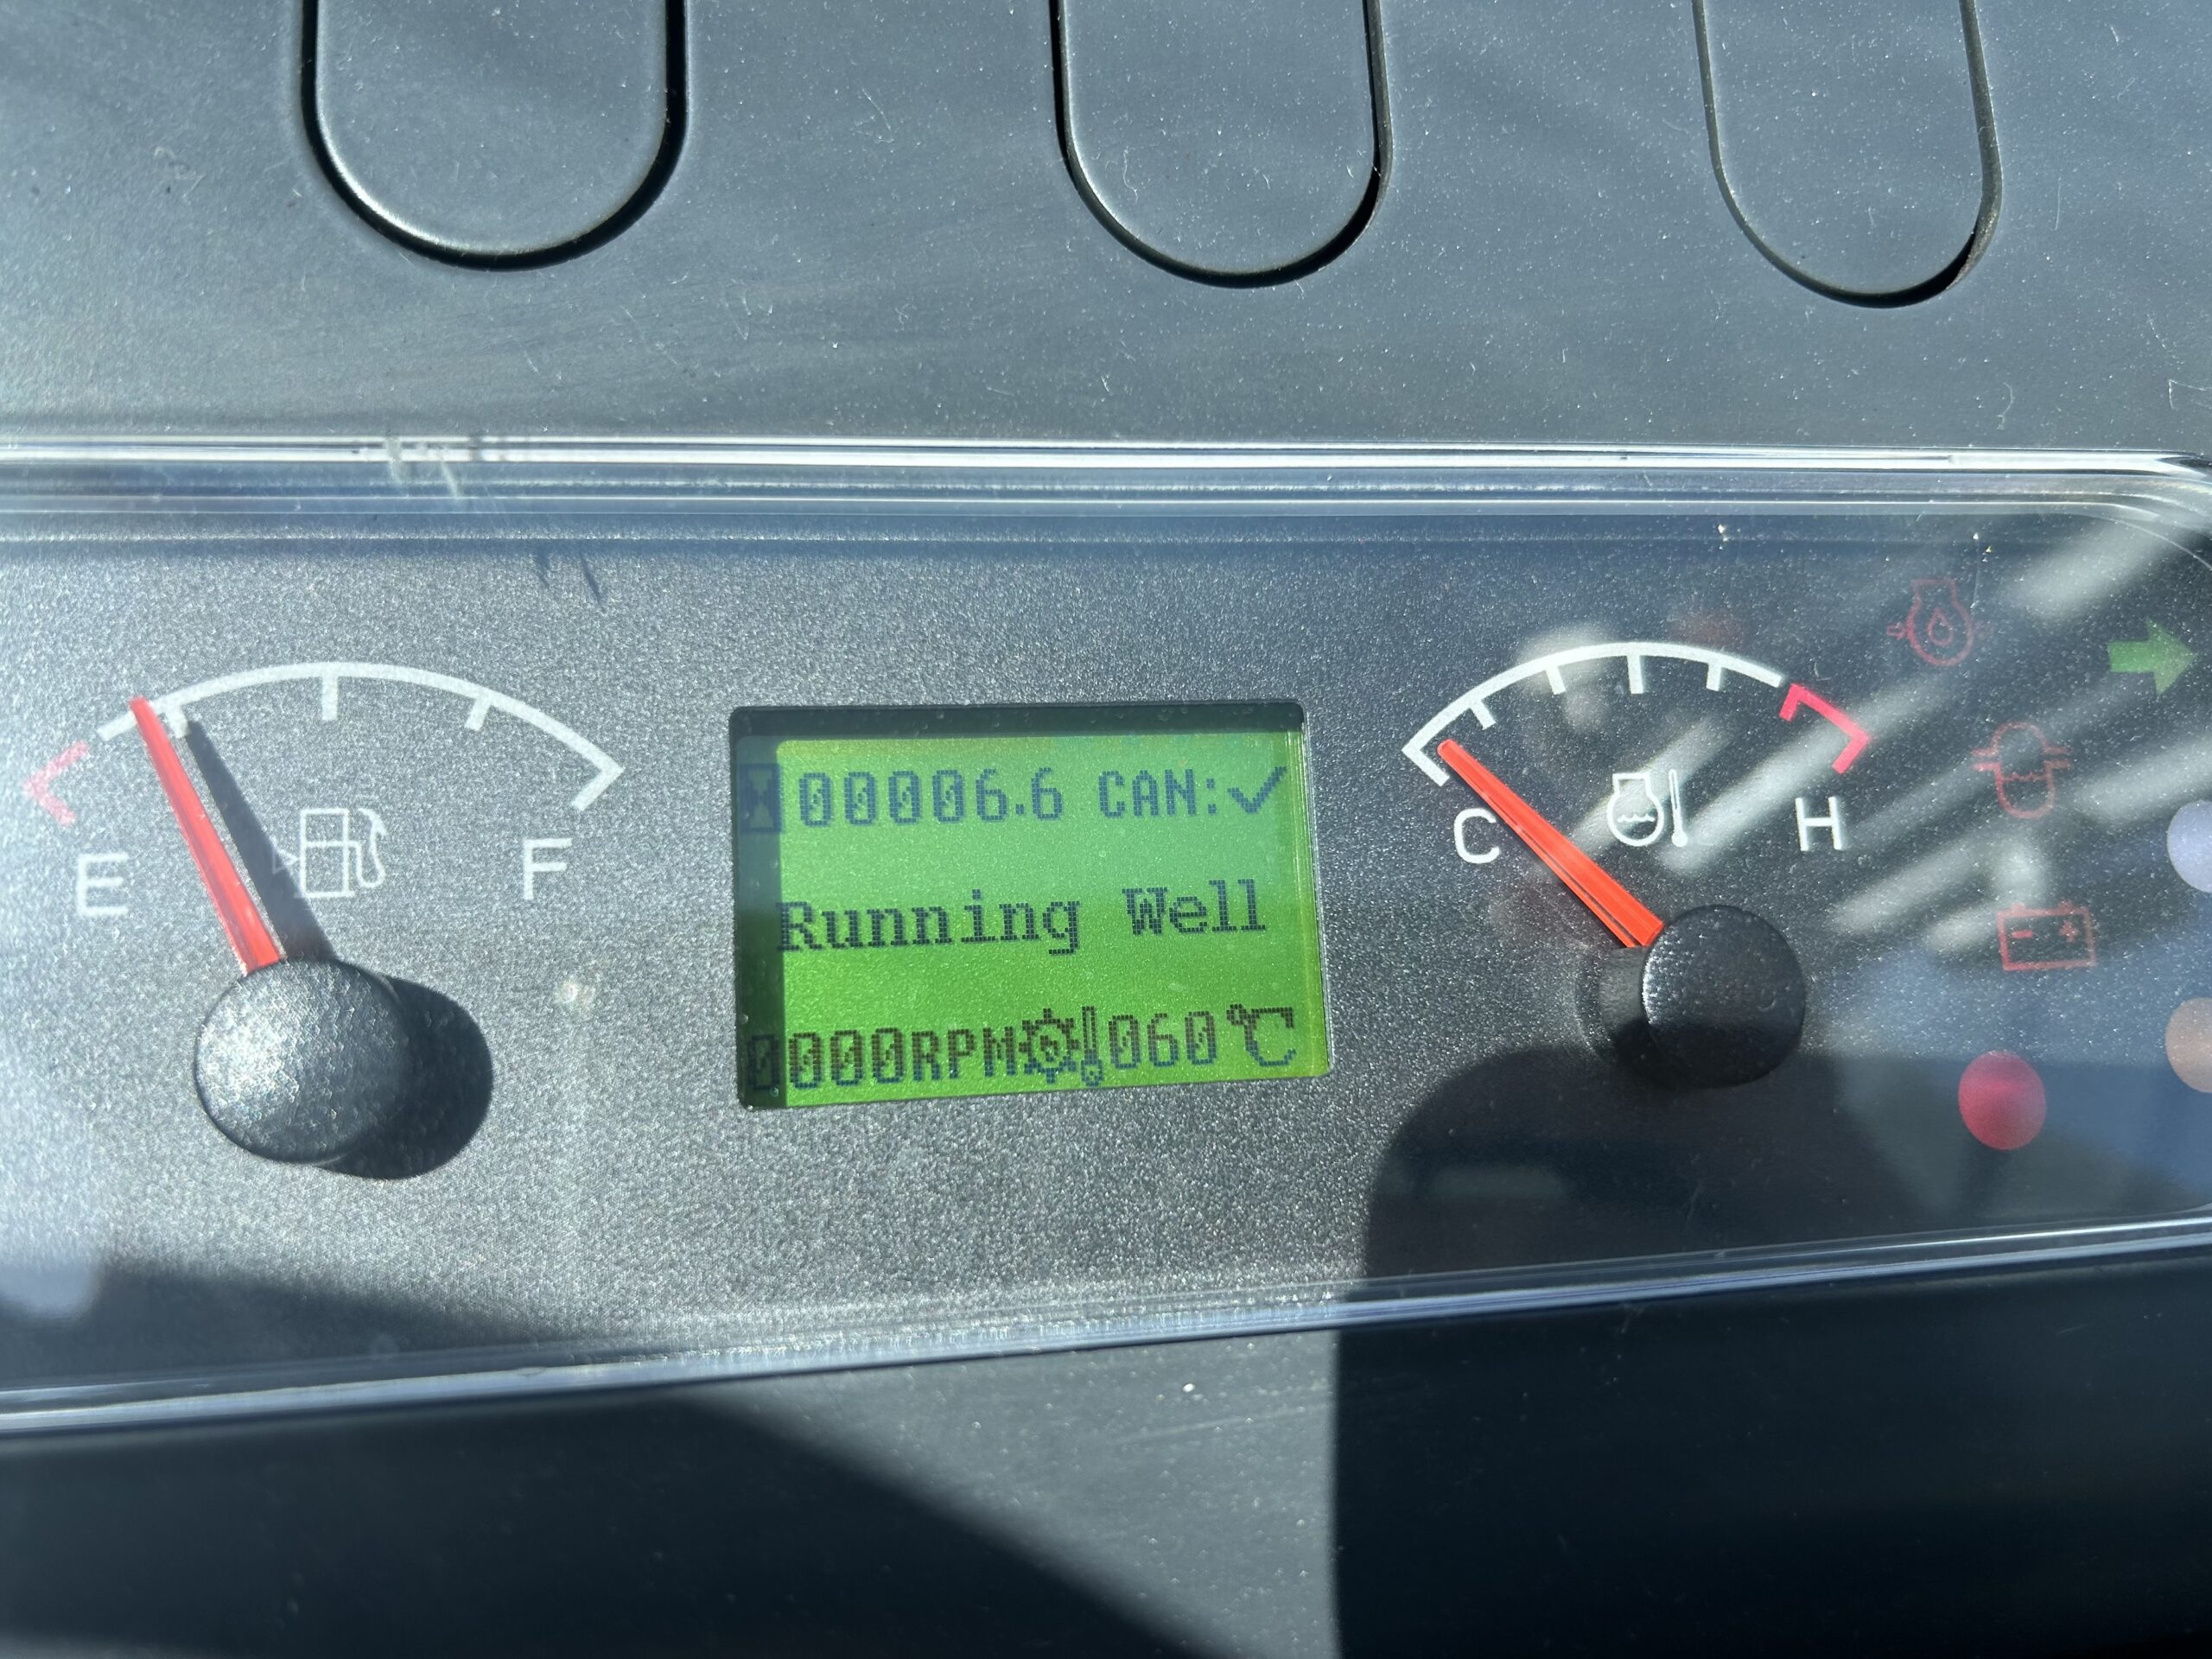 00006.6 CAN:✓
Running Well
0000RPM 060℃
E
F
C
H
- +